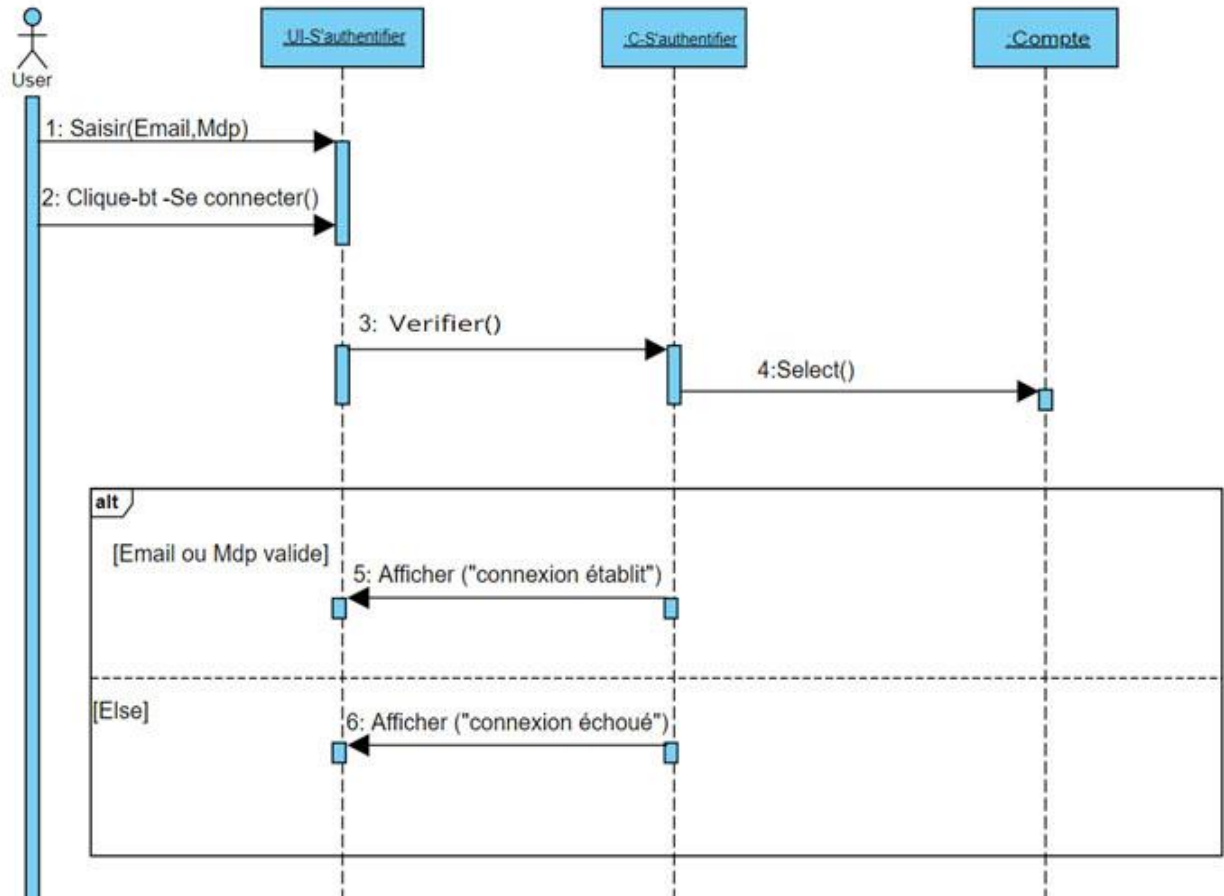 User
:UI-S'authentifier
:C-S'authentifier
:Compte
1: Saisir(Email,Mdp)
2: Clique-bt -Se connecter()
3: Verifier()
4:Select()
alt
[Email ou Mdp valide]
5: Afficher ("connexion établit")
[Else]
6: Afficher ("connexion échoué")